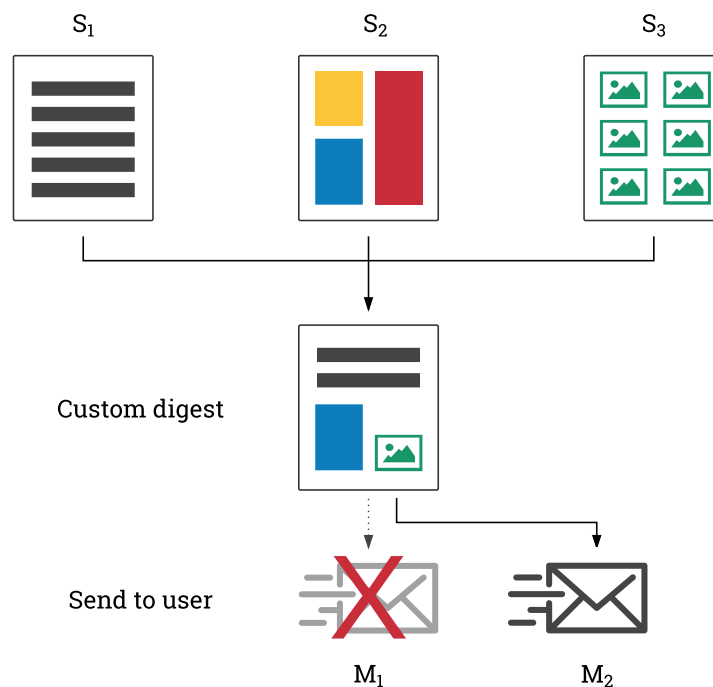 S₁
S₂
S₃
Custom digest
Send to user
M₁
M₂